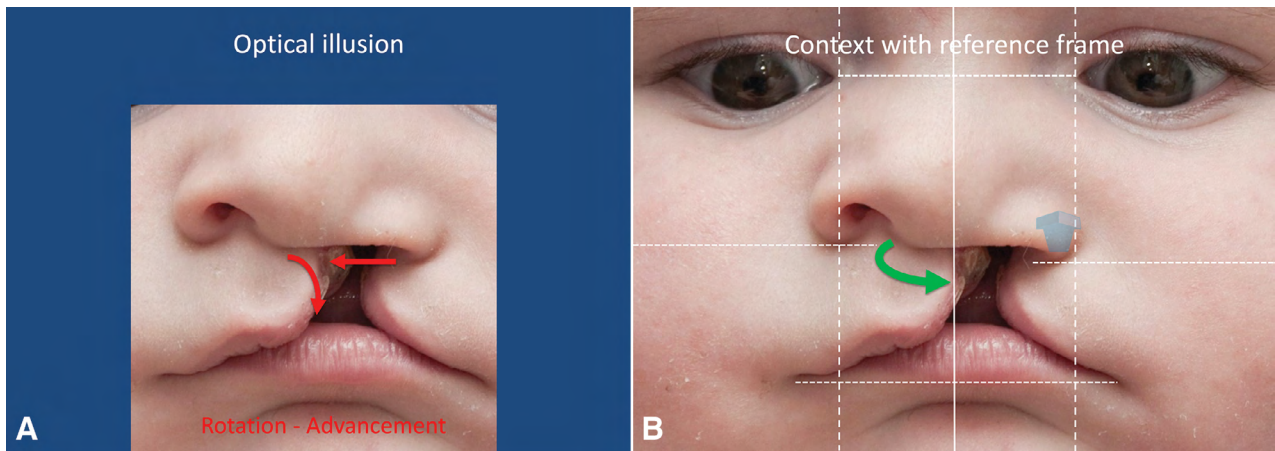 Optical illusion
Rotation - Advancement
A
Context with reference frame
B